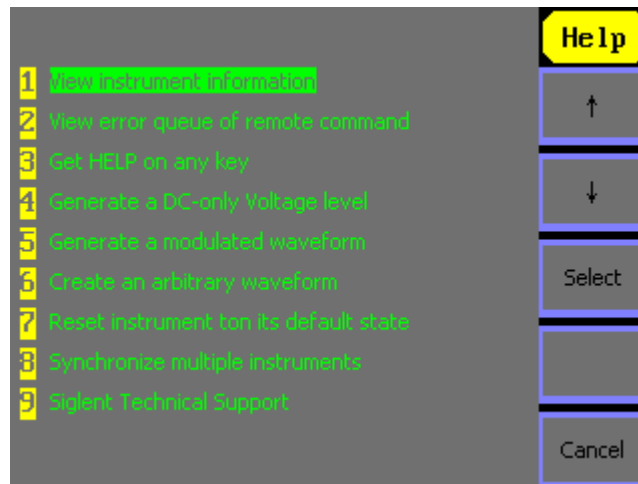 Help
1 View instrument information
2 View error queue of remote command
3 Get HELP on any key
4 Generate a DC-only Voltage level
5 Generate a modulated waveform
6 Create an arbitrary waveform
7 Reset instrument ton its default state
8 Synchronize multiple instruments
9 Siglent Technical Support
↑
↓
Select
Cancel